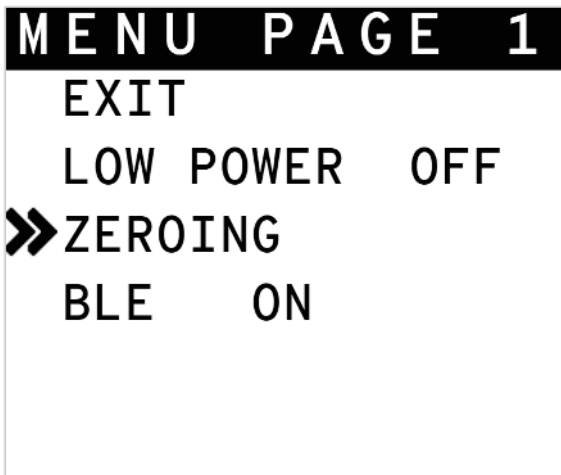 MENU PAGE 1
EXIT
LOW POWER OFF
»ZEROING
BLE ON